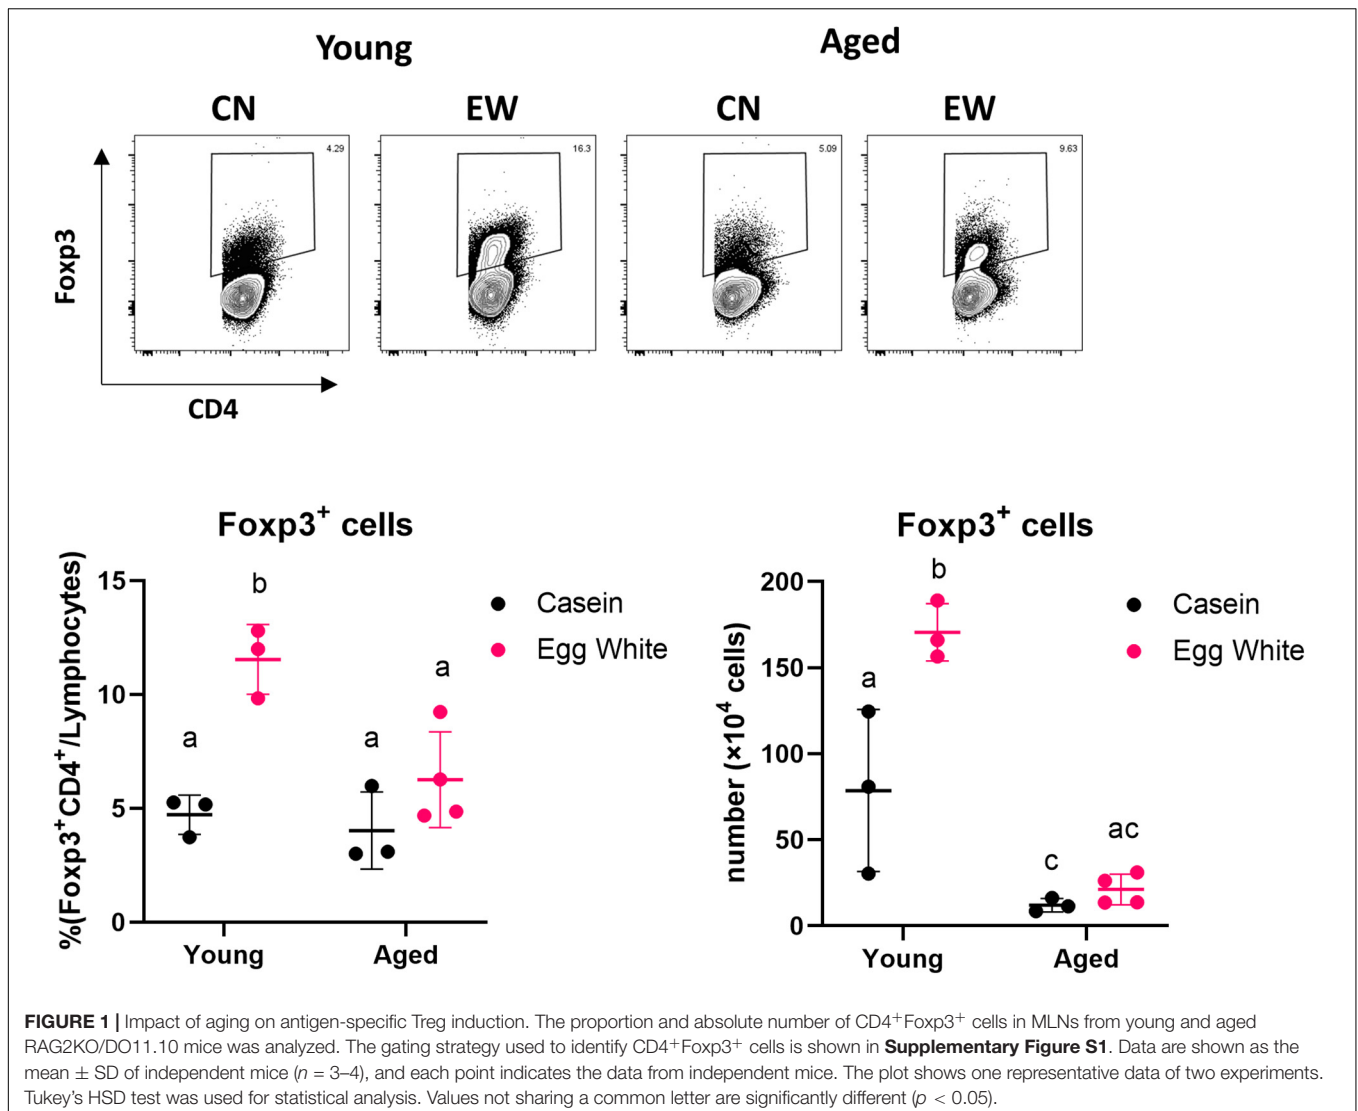 Young
Aged
CN
EW
CN
EW
4.29
16.3
5.09
9.63
Foxp3
CD4
Foxp3⁺ cells
%(Foxp3⁺CD4⁺/Lymphocytes)
15
10
5
0
a
b
a
a
Casein
Egg White
Young
Aged
Foxp3⁺ cells
number (×10⁴ cells)
200
150
100
50
0
a
b
c
ac
Casein
Egg White
Young
Aged
FIGURE 1 | Impact of aging on antigen-specific Treg induction. The proportion and absolute number of CD4⁺Foxp3⁺ cells in MLNs from young and aged
RAG2KO/DO11.10 mice was analyzed. The gating strategy used to identify CD4⁺Foxp3⁺ cells is shown in Supplementary Figure S1. Data are shown as the
mean ± SD of independent mice (n = 3–4), and each point indicates the data from independent mice. The plot shows one representative data of two experiments.
Tukey's HSD test was used for statistical analysis. Values not sharing a common letter are significantly different (p < 0.05).